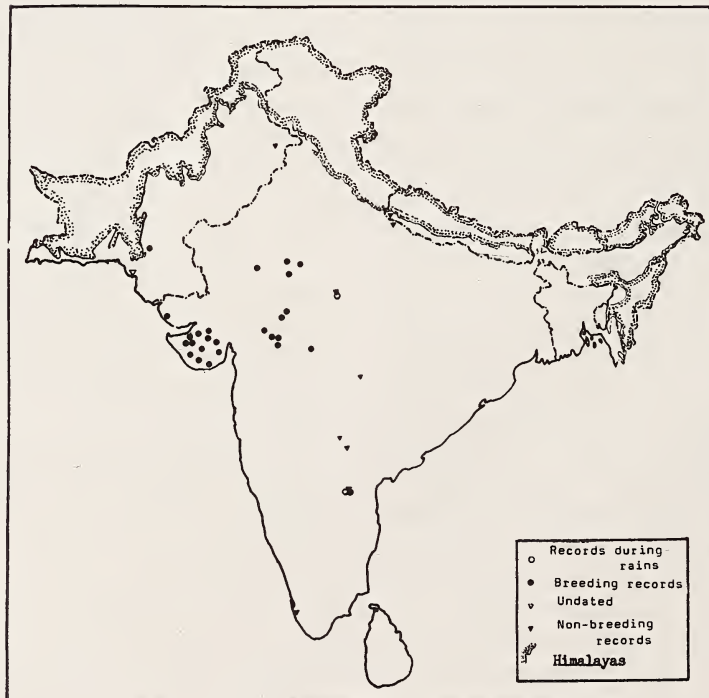 Records during
rains
Breeding records
Undated
Non-breeding
records
Himalayas